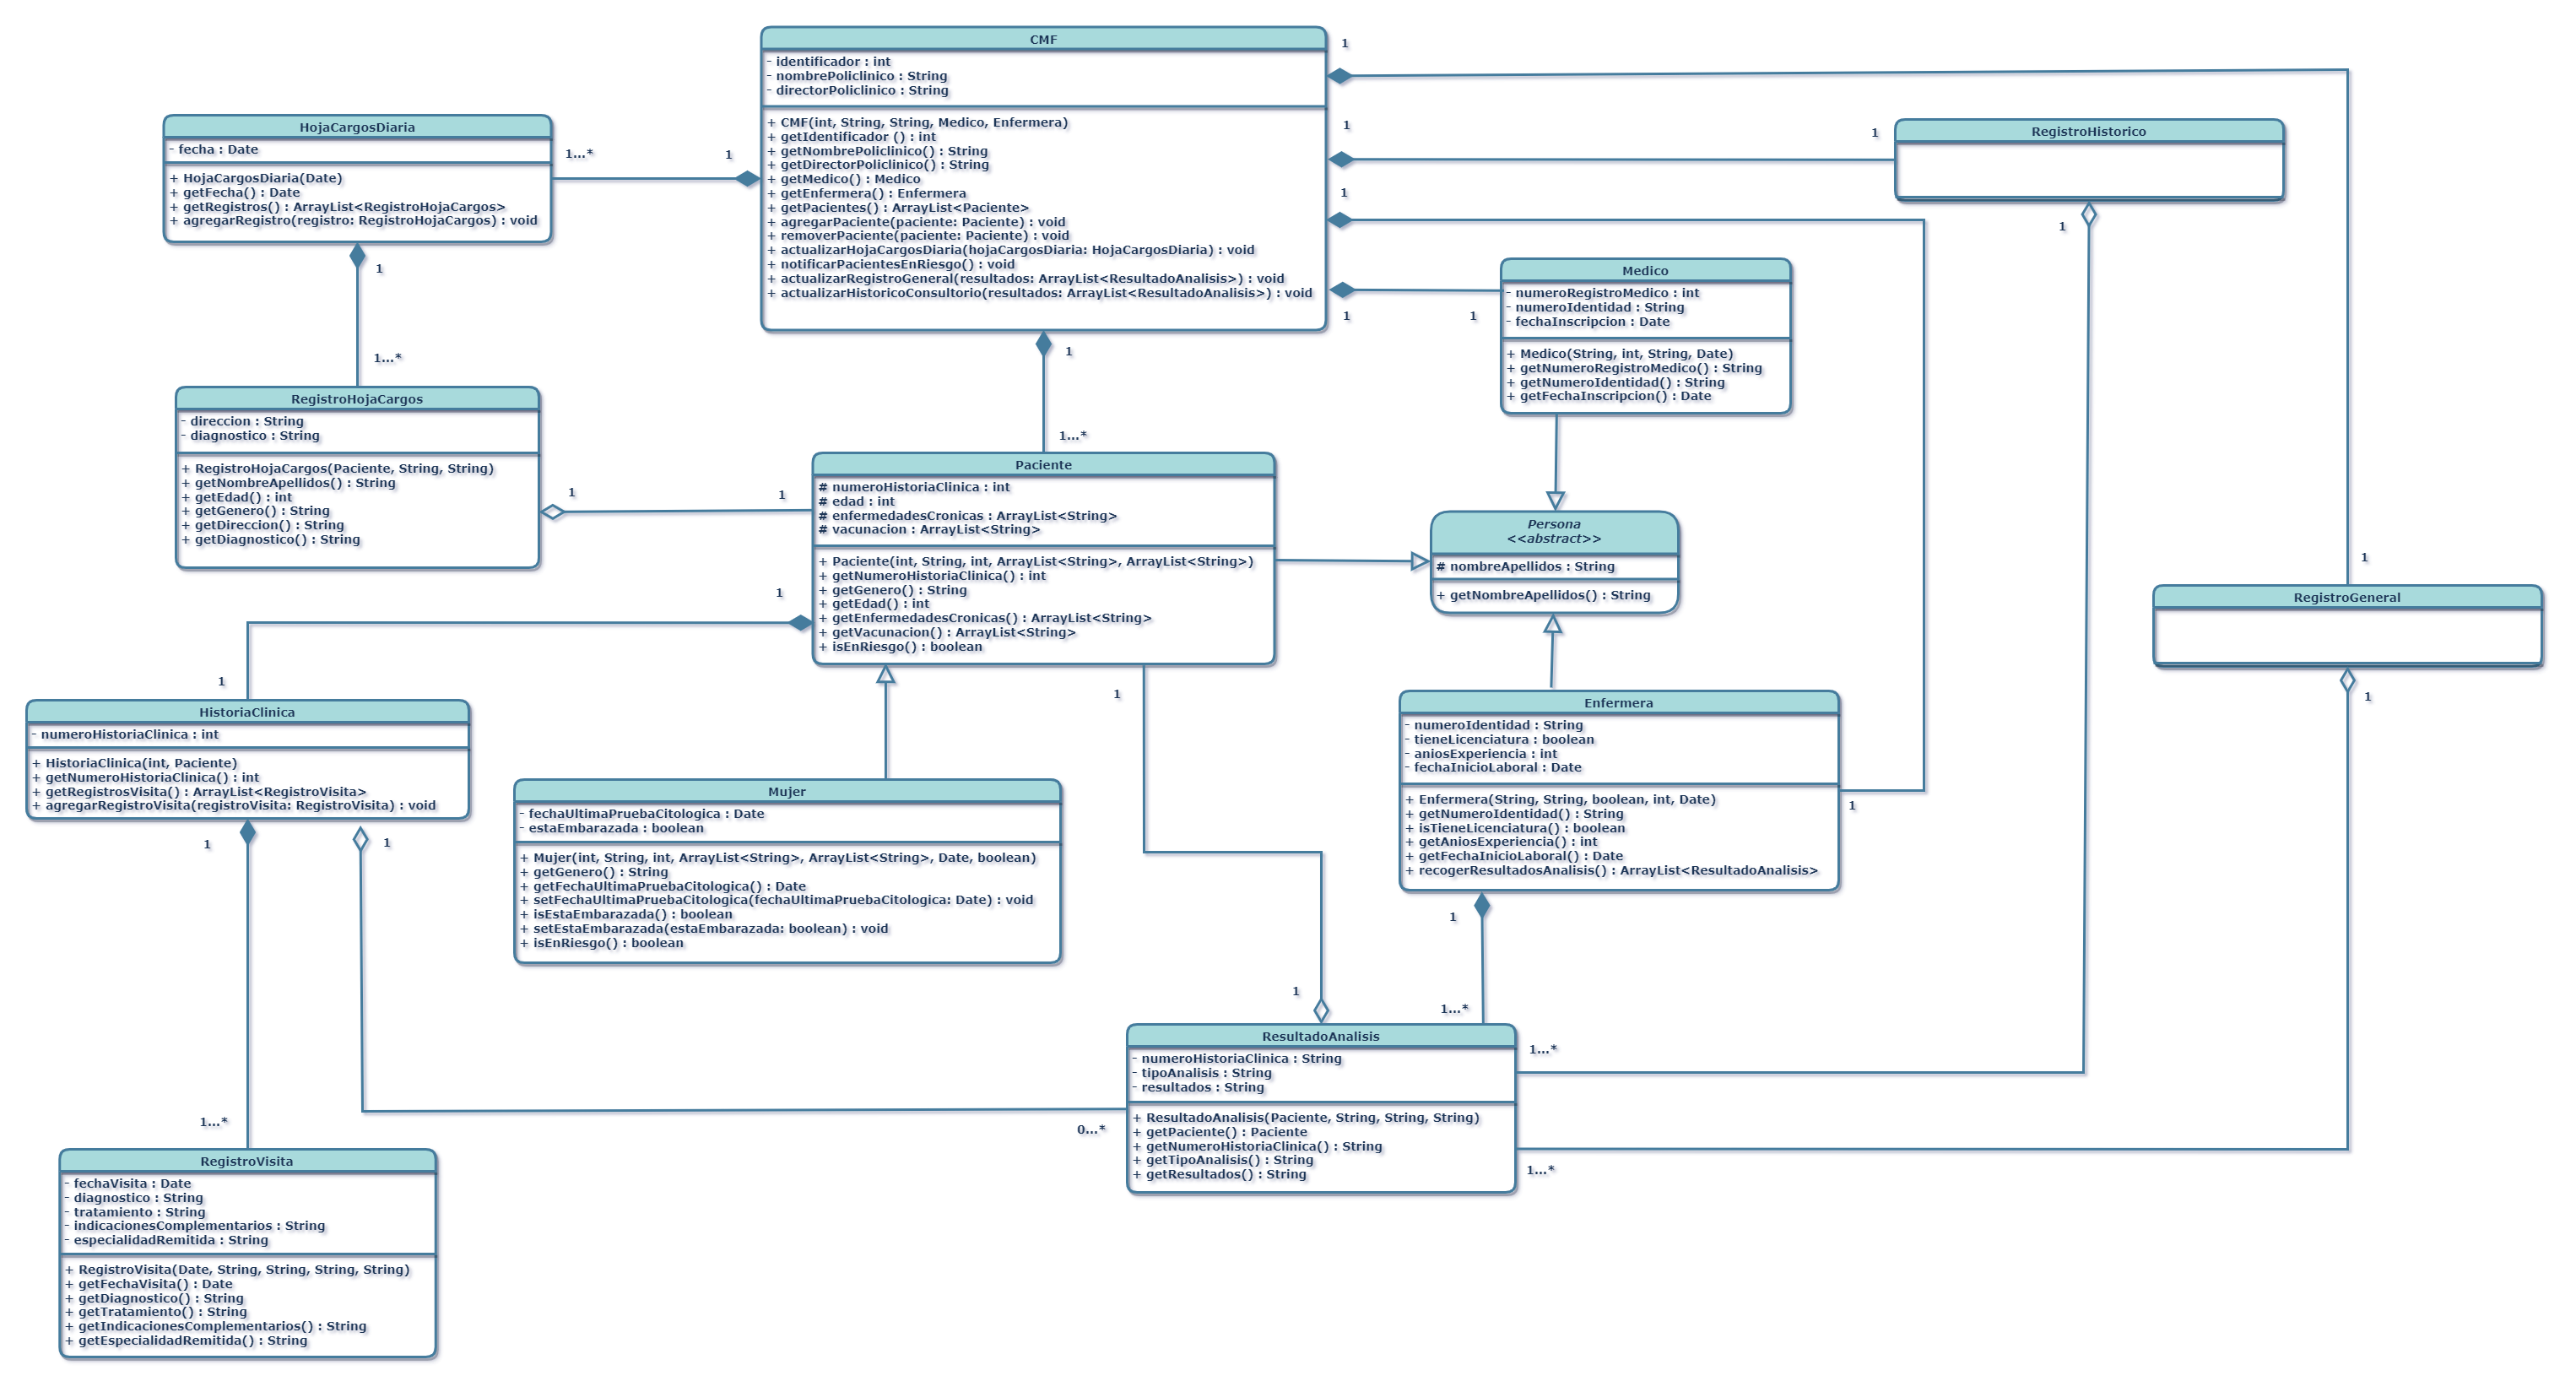 CMF
- identificador : int
- nombrePoliclinico : String
- directorPoliclinico : String
+ CMF(int, String, String, Medico, Enfermera)
+ getIdentificador () : int
+ getNombrePoliclinico() : String
+ getDirectorPoliclinico() : String
+ getMedico() : Medico
+ getEnfermera() : Enfermera
+ getPacientes() : ArrayList<Paciente>
+ agregarPaciente(paciente: Paciente) : void
+ removerPaciente(paciente: Paciente) : void
+ actualizarHojaCargosDiaria(hojaCargosDiaria: HojaCargosDiaria) : void
+ notificarPacientesEnRiesgo() : void
+ actualizarRegistroGeneral(resultados: ArrayList<ResultadoAnalisis>) : void
+ actualizarHistoricoConsultorio(resultados: ArrayList<ResultadoAnalisis>) : void
1
1
1
1
1
1
1
1...*
HojaCargosDiaria
- fecha : Date
+ HojaCargosDiaria(Date)
+ getFecha() : Date
+ getRegistros() : ArrayList<RegistroHojaCargos>
+ agregarRegistro(registro: RegistroHojaCargos) : void
1...*
1
1
1...*
RegistroHistorico
1
Medico
- numeroRegistroMedico : int
- numeroIdentidad : String
- fechaInscripcion : Date
+ Medico(String, int, String, Date)
+ getNumeroRegistroMedico() : String
+ getNumeroIdentidad() : String
+ getFechaInscripcion() : Date
RegistroHojaCargos
- direccion : String
- diagnostico : String
+ RegistroHojaCargos(Paciente, String, String)
+ getNombreApellidos() : String
+ getEdad() : int
+ getGenero() : String
+ getDireccion() : String
+ getDiagnostico() : String
1
1
Paciente
# numeroHistoriaClinica : int
# edad : int
# enfermedadesCronicas : ArrayList<String>
# vacunacion : ArrayList<String>
+ Paciente(int, String, int, ArrayList<String>, ArrayList<String>)
+ getNumeroHistoriaClinica() : int
+ getGenero() : String
+ getEdad() : int
+ getEnfermedadesCronicas() : ArrayList<String>
+ getVacunacion() : ArrayList<String>
+ isEnRiesgo() : boolean
1
1
1
Persona
<<abstract>>
# nombreApellidos : String
+ getNombreApellidos() : String
1
RegistroGeneral
1
HistoriaClinica
- numeroHistoriaClinica : int
+ HistoriaClinica(int, Paciente)
+ getNumeroHistoriaClinica() : int
+ getRegistrosVisita() : ArrayList<RegistroVisita>
+ agregarRegistroVisita(registroVisita: RegistroVisita) : void
1
1
Mujer
- fechaUltimaPruebaCitologica : Date
- estaEmbarazada : boolean
+ Mujer(int, String, int, ArrayList<String>, ArrayList<String>, Date, boolean)
+ getGenero() : String
+ getFechaUltimaPruebaCitologica() : Date
+ setFechaUltimaPruebaCitologica(fechaUltimaPruebaCitologica: Date) : void
+ isEstaEmbarazada() : boolean
+ setEstaEmbarazada(estaEmbarazada: boolean) : void
+ isEnRiesgo() : boolean
Enfermera
- numeroIdentidad : String
- tieneLicenciatura : boolean
- aniosExperiencia : int
- fechaInicioLaboral : Date
+ Enfermera(String, String, boolean, int, Date)
+ getNumeroIdentidad() : String
+ isTieneLicenciatura() : boolean
+ getAniosExperiencia() : int
+ getFechaInicioLaboral() : Date
+ recogerResultadosAnalisis() : ArrayList<ResultadoAnalisis>
1
1
1
1...*
ResultadoAnalisis
- numeroHistoriaClinica : String
- tipoAnalisis : String
- resultados : String
+ ResultadoAnalisis(Paciente, String, String, String)
+ getPaciente() : Paciente
+ getNumeroHistoriaClinica() : String
+ getTipoAnalisis() : String
+ getResultados() : String
1...*
1...*
0...*
1...*
RegistroVisita
- fechaVisita : Date
- diagnostico : String
- tratamiento : String
- indicacionesComplementarios : String
- especialidadRemitida : String
+ RegistroVisita(Date, String, String, String, String)
+ getFechaVisita() : Date
+ getDiagnostico() : String
+ getTratamiento() : String
+ getIndicacionesComplementarios() : String
+ getEspecialidadRemitida() : String